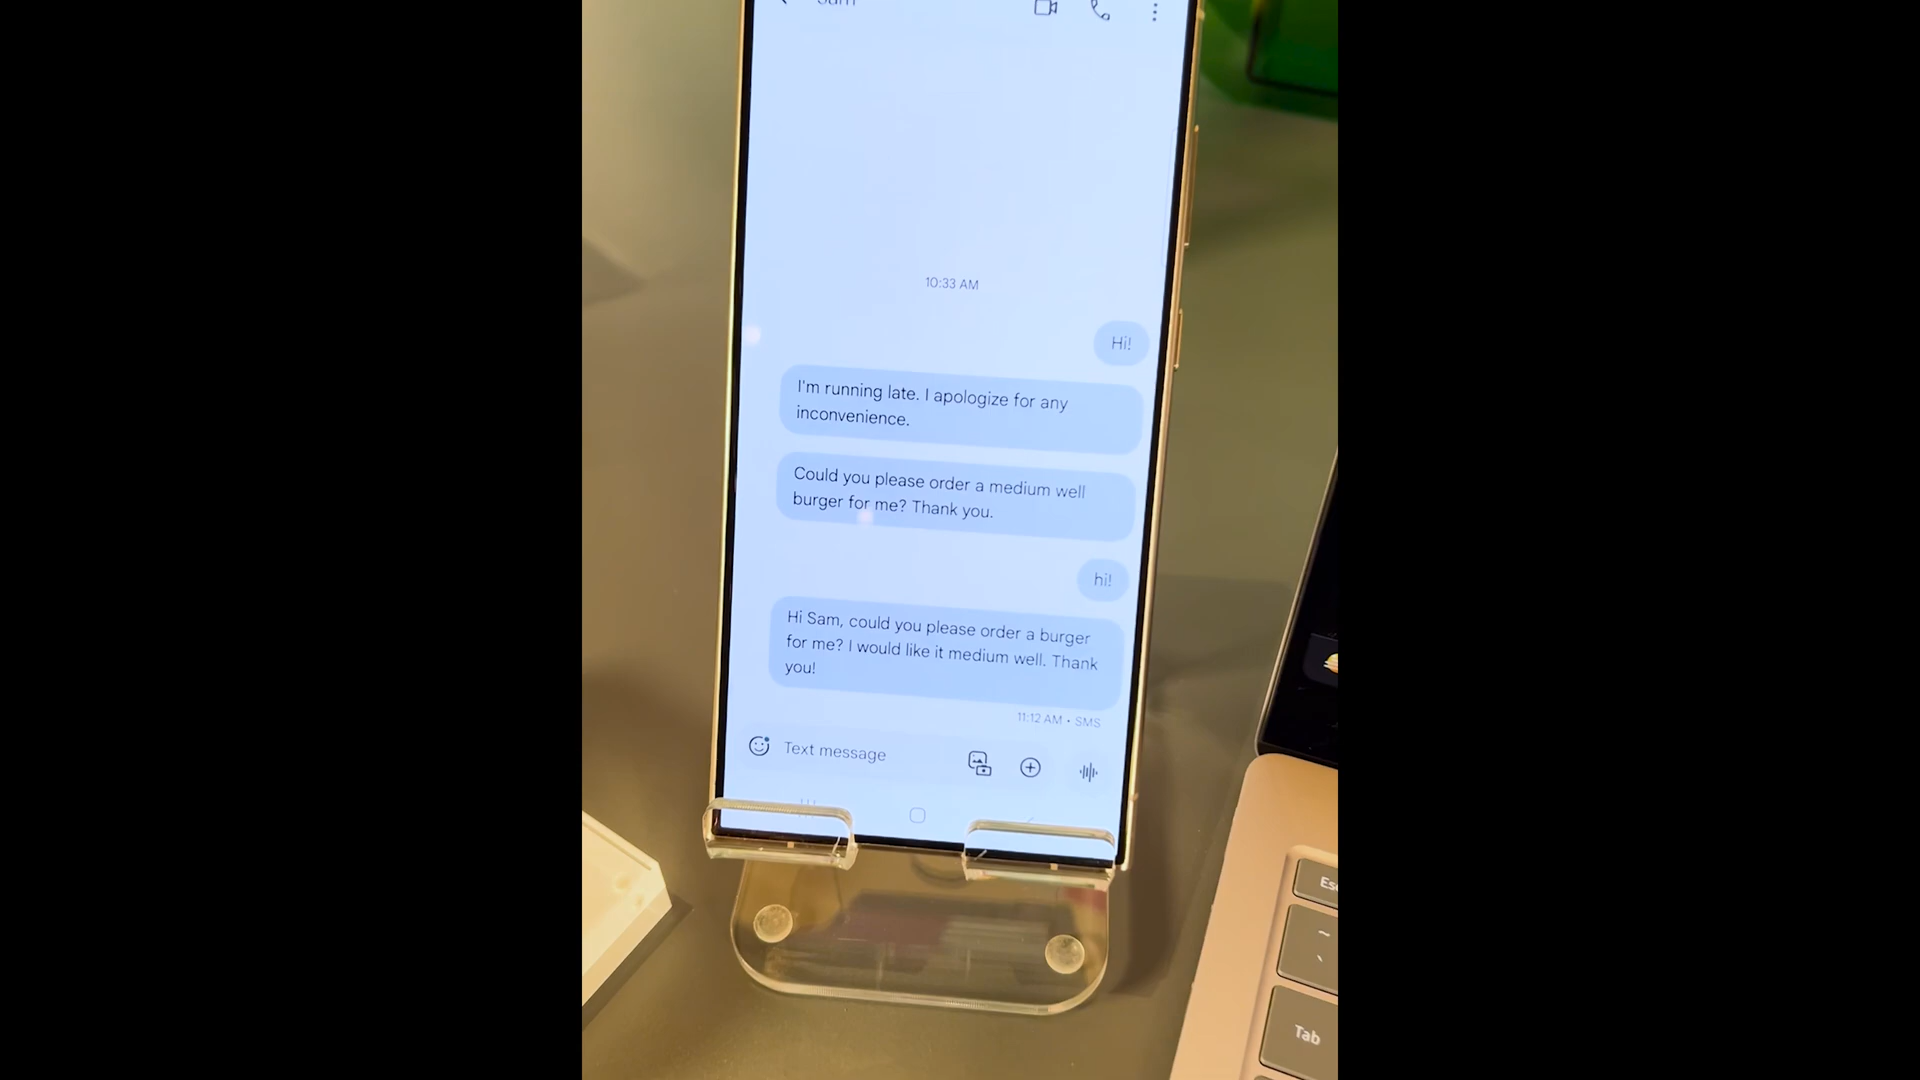 Sam
10:33 AM
Hi!
I'm running late. I apologize for any
inconvenience.
Could you please order a medium well
burger for me? Thank you.
hi!
Hi Sam, could you please order a burger
for me? I would like it medium well. Thank
you!
11:12 AM • SMS
Text message
Esc
~
`
Tab